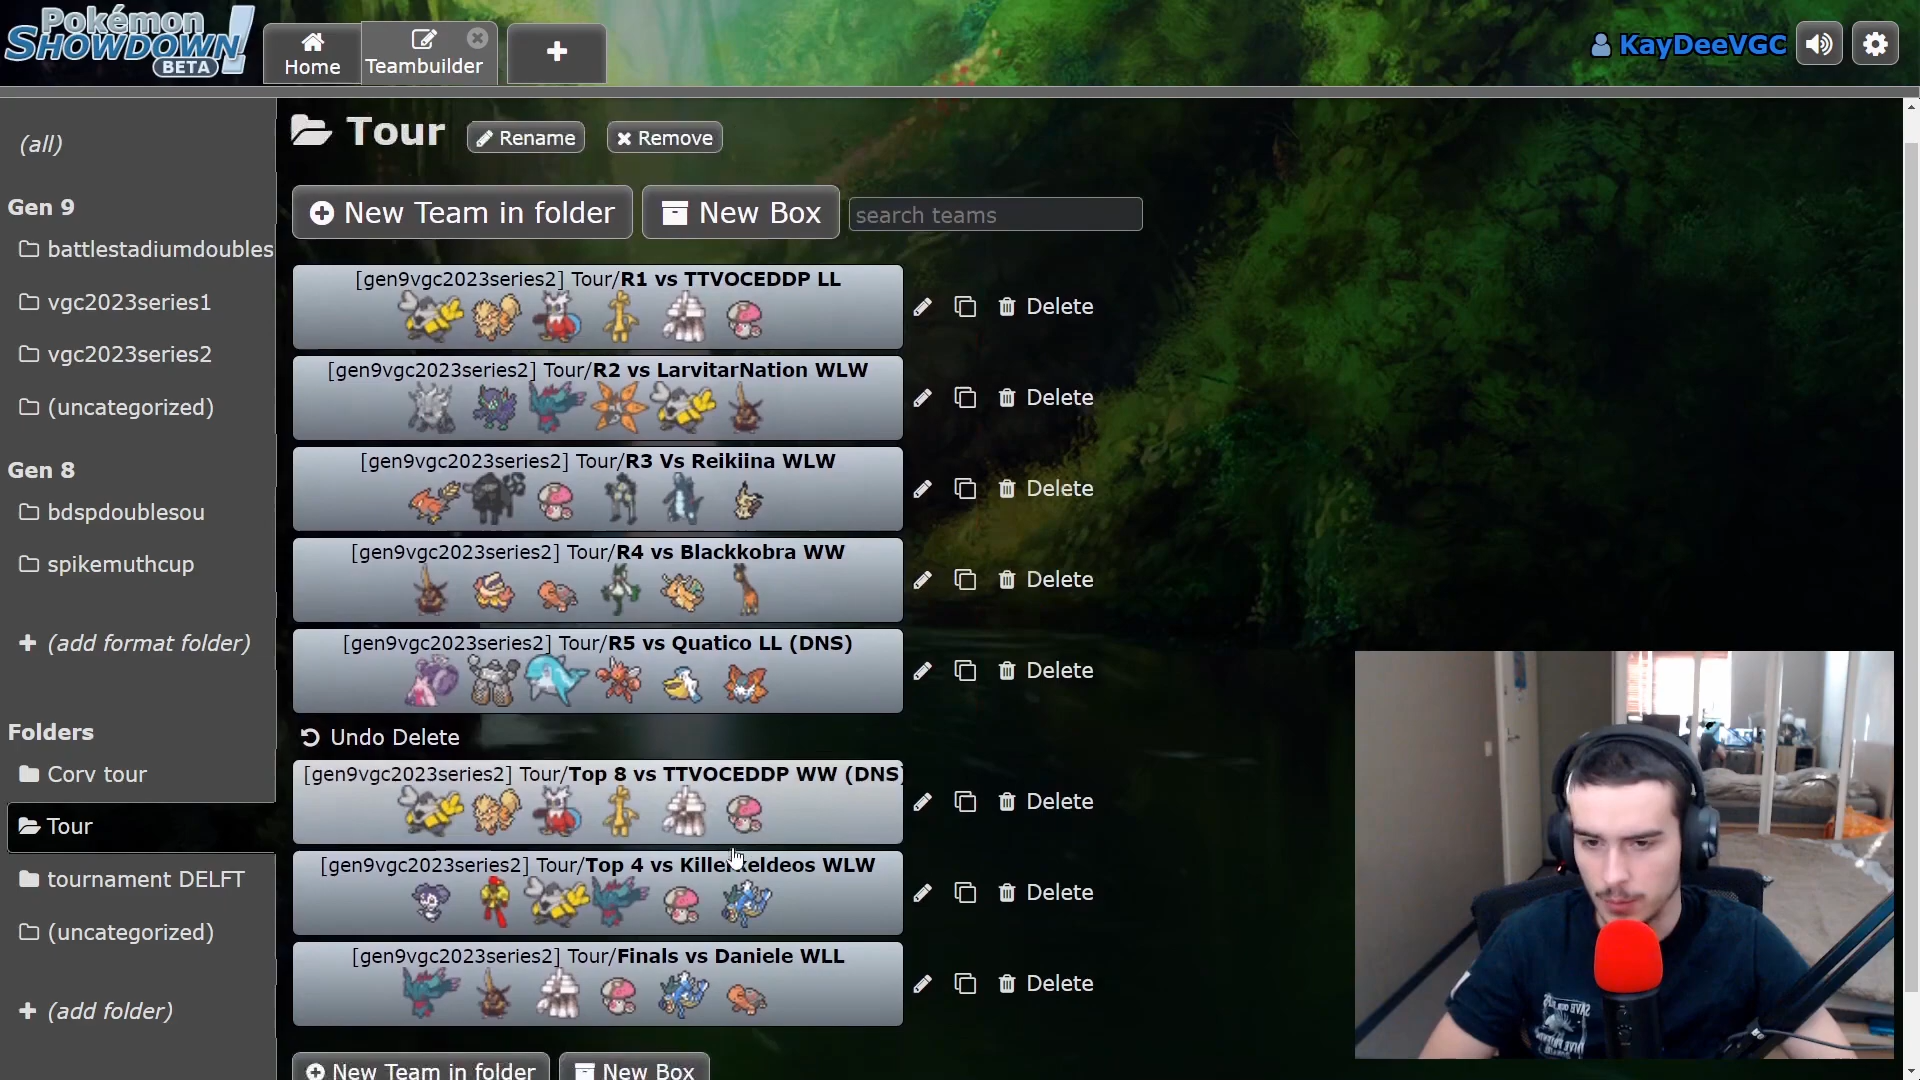 Pokémon
SHOWDOWN!
BETA
Home
Teambuilder
KayDeeVGC
(all)
Gen 9
battlestadiumdoubles
vgc2023series1
vgc2023series2
(uncategorized)
Gen 8
bdspdoublesou
spikemuthcup
(add format folder)
Folders
Corv tour
Tour
tournament DELFT
(uncategorized)
(add folder)
Tour
Rename
Remove
New Team in folder
New Box
search teams
[gen9vgc2023series2] Tour/R1 vs TTVOCEDDP LL
Delete
[gen9vgc2023series2] Tour/R2 vs LarvitarNation WLW
Delete
[gen9vgc2023series2] Tour/R3 Vs Reikiina WLW
Delete
[gen9vgc2023series2] Tour/R4 vs Blackkobra WW
Delete
[gen9vgc2023series2] Tour/R5 vs Quatico LL (DNS)
Delete
Undo Delete
[gen9vgc2023series2] Tour/Top 8 vs TTVOCEDDP WW (DNS)
Delete
[gen9vgc2023series2] Tour/Top 4 vs WLW
Delete
[gen9vgc2023series2] Tour/Finals vs Daniele WLL
Delete
New Team in folder
New Box